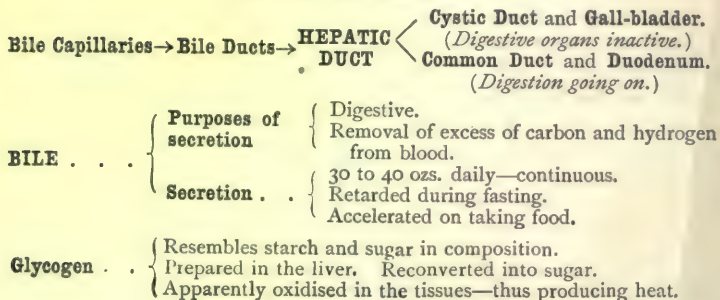 Cystic Duct and Gall-bladder.
(Digestive organs inactive.)
Bile Capillaries→Bile Ducts→HEPATIC DUCT
Common Duct and Duodenum.
(Digestion going on.)
BILE . . .
Purposes of secretion
Digestive.
Removal of excess of carbon and hydrogen
from blood.
Secretion . .
30 to 40 ozs. daily—continuous.
Retarded during fasting.
Accelerated on taking food.
Glycogen . .
Resembles starch and sugar in composition.
Prepared in the liver. Reconverted into sugar.
Apparently oxidised in the tissues—thus producing heat.